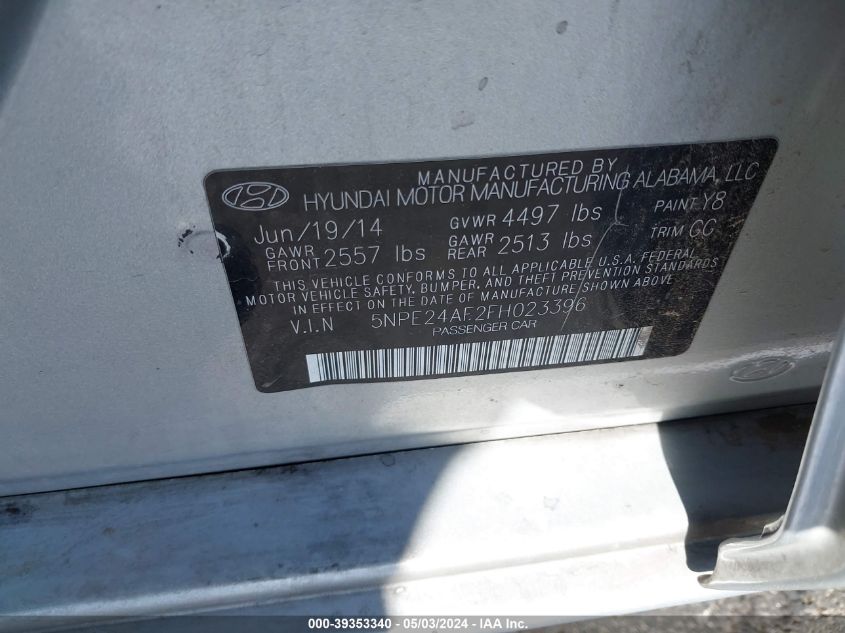 MANUFACTURED BY
HYUNDAI MOTOR MANUFACTURING ALABAMA, LLC
Jun/19/14 GVWR 4497 lbs PAINT Y8
GAWR FRONT 2557 lbs GAWR REAR 2513 lbs TRIM CC
THIS VEHICLE CONFORMS TO ALL APPLICABLE U.S.A. FEDERAL
MOTOR VEHICLE SAFETY, BUMPER, AND THEFT PREVENTION STANDARDS
IN EFFECT ON THE DATE OF MANUFACTURE SHOWN ABOVE.
V.I.N 5NPE24AF2FH023396
PASSENGER CAR
000-39353340 - 05/03/2024 - IAA Inc.